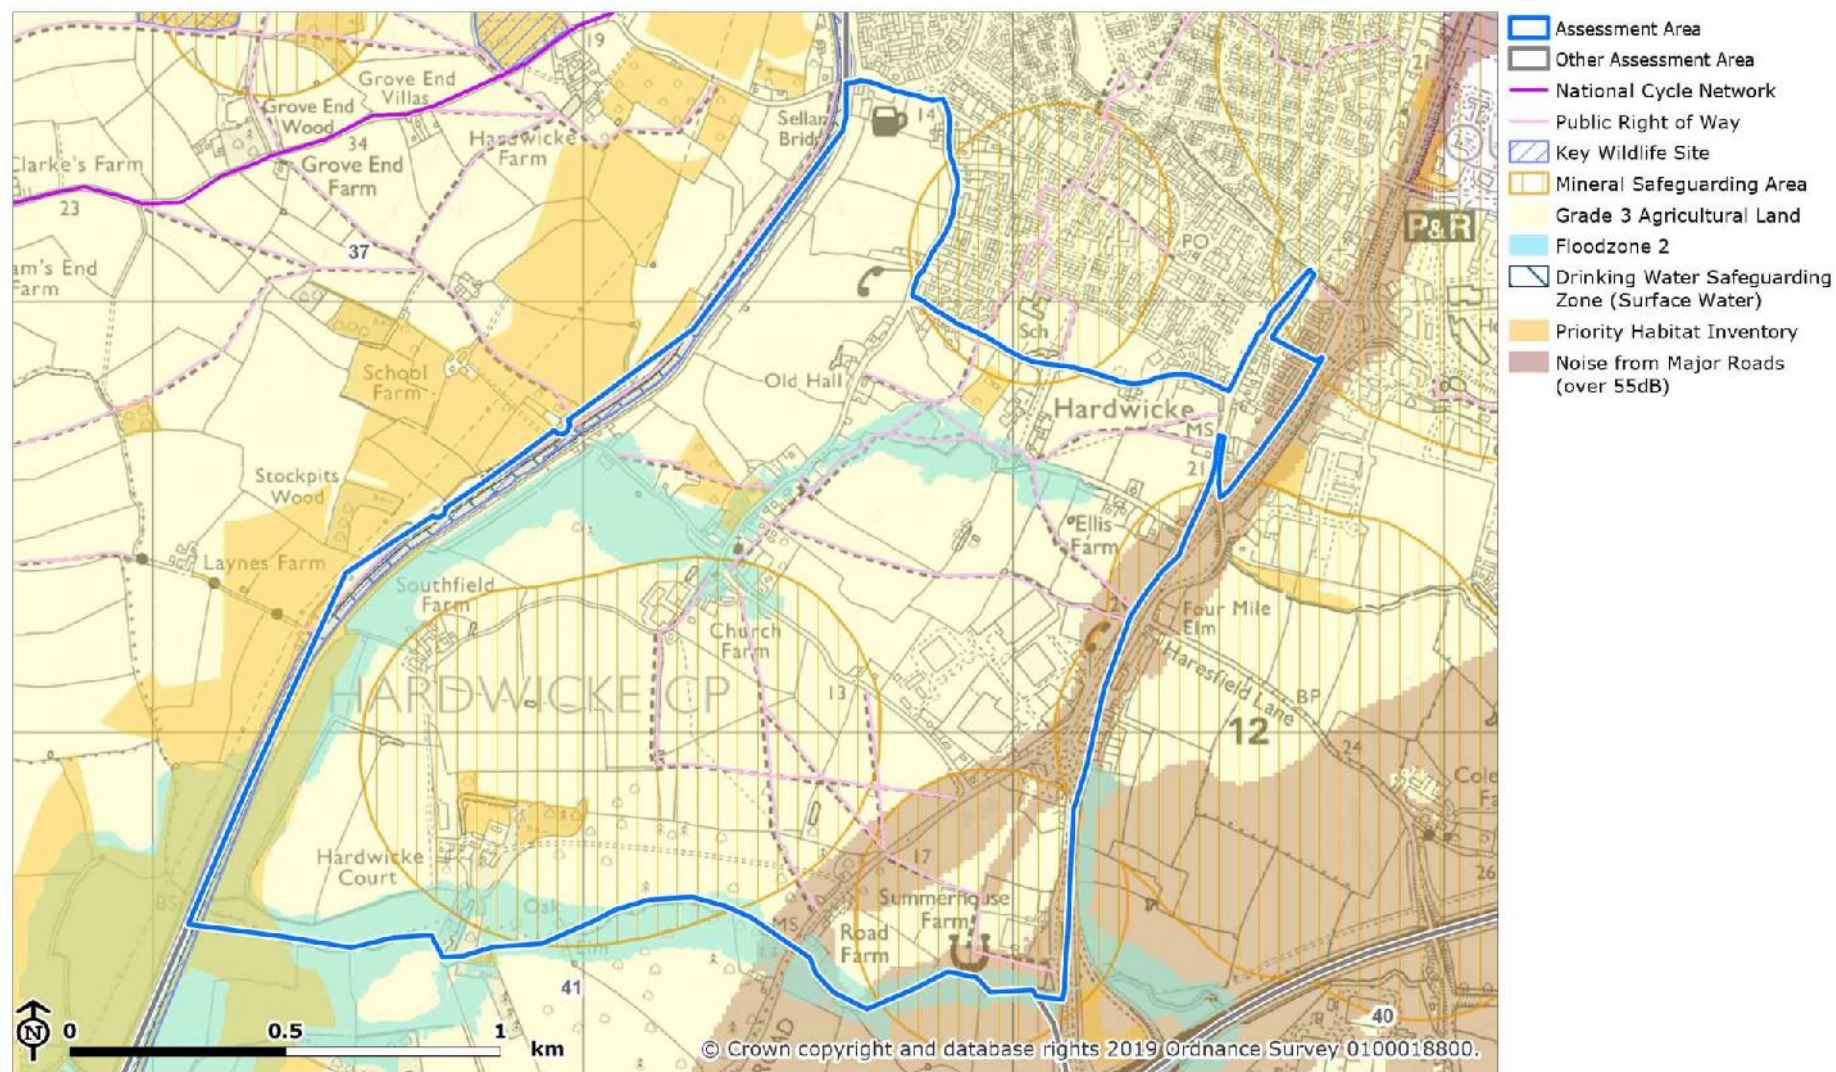 Assessment Area
Other Assessment Area
National Cycle Network
Public Right of Way
Key Wildlife Site
Mineral Safeguarding Area
Grade 3 Agricultural Land
Floodzone 2
Drinking Water Safeguarding
Zone (Surface Water)
Priority Habitat Inventory
Noise from Major Roads
(over 55dB)
19
Grove End
Villas
21
Grove End
Wood
Sellars
14
Hardwicke
Farm
34
Clarke's Farm
Grove End
Farm
23
P&R
PO
37
Farm
Sch
School
Farm
Old Hall
Hardwicke
MS
21
Stockpits
Wood
Ellis
Farm
Laynes Farm
Southfield
Farm
Four Mile
Elm
Church
Farm
Haresfield Lane
HARDWICKE CP
13
BP
12
24
17
Hardwicke
Court
26
BS
Oak
Summerhouse
Farm
MS
Road
Farm
41
40
N
0 0.5 1
km
ROAD
© Crown copyright and database rights 2019 Ordnance Survey 0100018800.